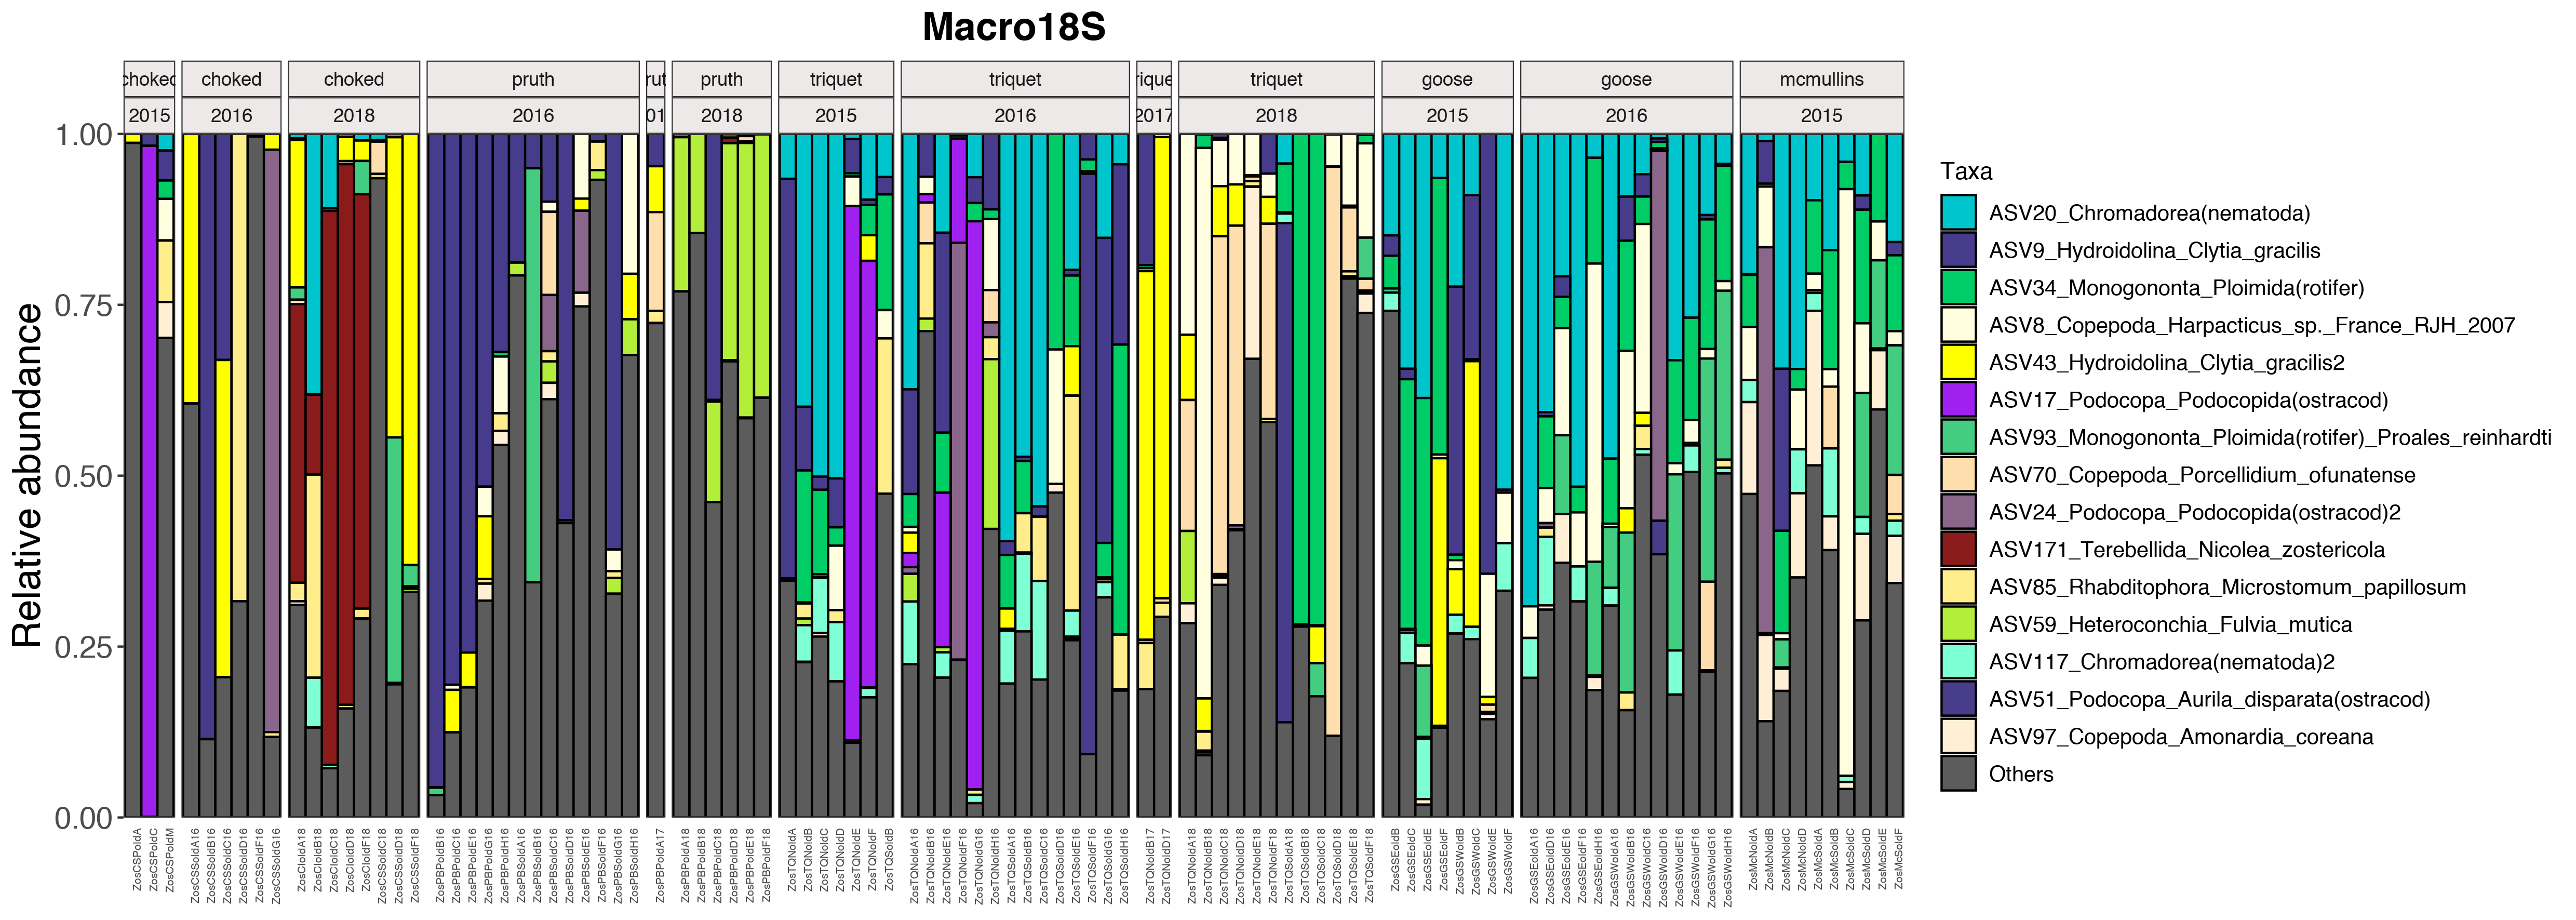 Macro18S
choked
choked
choked
pruth
rut
pruth
triquet
triquet
rique
triquet
goose
goose
mcmullins
2015
2016
2018
2016
01
2018
2015
2016
2017
2018
2015
2016
2015
Relative abundance
1.00
0.75
0.50
0.25
0.00
Taxa
ASV20_Chromadorea(nematoda)
ASV9_Hydroidolina_Clytia_gracilis
ASV34_Monogononta_Ploimida(rotifer)
ASV8_Copepoda_Harpacticus_sp._France_RJH_2007
ASV43_Hydroidolina_Clytia_gracilis2
ASV17_Podocopa_Podocopida(ostracod)
ASV93_Monogononta_Ploimida(rotifer)_Proales_reinhardti
ASV70_Copepoda_Porcellidium_ofunatense
ASV24_Podocopa_Podocopida(ostracod)2
ASV171_Terebellida_Nicolea_zostericola
ASV85_Rhabditophora_Microstomum_papillosum
ASV59_Heteroconchia_Fulvia_mutica
ASV117_Chromadorea(nematoda)2
ASV51_Podocopa_Aurila_disparata(ostracod)
ASV97_Copepoda_Amonardia_coreana
Others
ZosCSPoldA
ZosCSPoldC
ZosCSPoldM
ZosCSSoldA16
ZosCSSoldB16
ZosCSSoldC16
ZosCSSoldD16
ZosCSSoldF16
ZosCSSoldG16
ZosCIoldA18
ZosCIoldB18
ZosCIoldC18
ZosCIoldD18
ZosCIoldF18
ZosCSSoldC18
ZosCSSoldD18
ZosCSSoldF18
ZosPBPoldB16
ZosPBPoldC16
ZosPBPoldE16
ZosPBPoldG16
ZosPBPoldH16
ZosPBSoldA16
ZosPBSoldB16
ZosPBSoldC16
ZosPBSoldD16
ZosPBSoldE16
ZosPBSoldF16
ZosPBSoldG16
ZosPBSoldH16
ZosPBPoldA17
ZosPBPoldA18
ZosPBPoldB18
ZosPBPoldC18
ZosPBPoldD18
ZosPBPoldE18
ZosPBPoldF18
ZosTQNoldA
ZosTQNoldB
ZosTQNoldC
ZosTQNoldD
ZosTQNoldE
ZosTQNoldF
ZosTQSoldB
ZosTQNoldA16
ZosTQNoldB16
ZosTQNoldE16
ZosTQNoldF16
ZosTQNoldG16
ZosTQNoldH16
ZosTQSoldA16
ZosTQSoldB16
ZosTQSoldC16
ZosTQSoldD16
ZosTQSoldE16
ZosTQSoldF16
ZosTQSoldG16
ZosTQSoldH16
ZosTQNoldB17
ZosTQNoldD17
ZosTQNoldA18
ZosTQNoldB18
ZosTQNoldC18
ZosTQNoldD18
ZosTQNoldE18
ZosTQNoldF18
ZosTQSoldA18
ZosTQSoldB18
ZosTQSoldC18
ZosTQSoldD18
ZosTQSoldE18
ZosTQSoldF18
ZosGSEoldB
ZosGSEoldC
ZosGSEoldE
ZosGSEoldF
ZosGSWoldB
ZosGSWoldC
ZosGSWoldE
ZosGSWoldF
ZosGSEoldA16
ZosGSEoldD16
ZosGSEoldE16
ZosGSEoldF16
ZosGSEoldH16
ZosGSWoldA16
ZosGSWoldB16
ZosGSWoldC16
ZosGSWoldD16
ZosGSWoldE16
ZosGSWoldF16
ZosGSWoldG16
ZosGSWoldH16
ZosMcNoldA
ZosMcNoldB
ZosMcNoldC
ZosMcNoldD
ZosMcSoldA
ZosMcSoldB
ZosMcSoldC
ZosMcSoldD
ZosMcSoldE
ZosMcSoldF